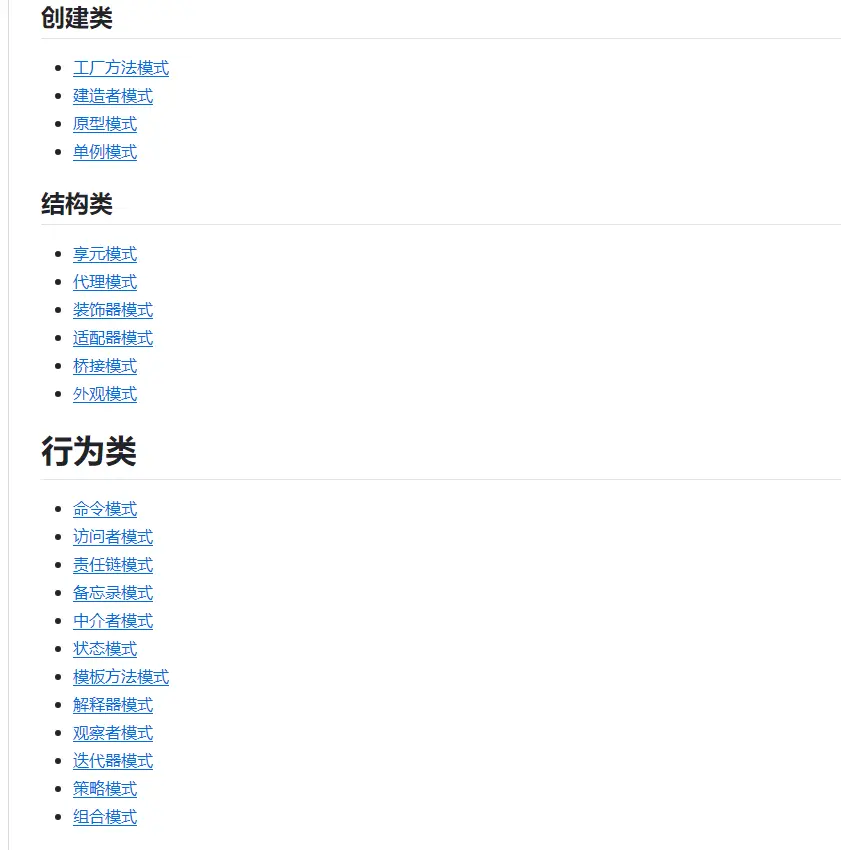 创建类
工厂方法模式
建造者模式
原型模式
单例模式
结构类
享元模式
代理模式
装饰器模式
适配器模式
桥接模式
外观模式
行为类
命令模式
访问者模式
责任链模式
备忘录模式
中介者模式
状态模式
模板方法模式
解释器模式
观察者模式
迭代器模式
策略模式
组合模式